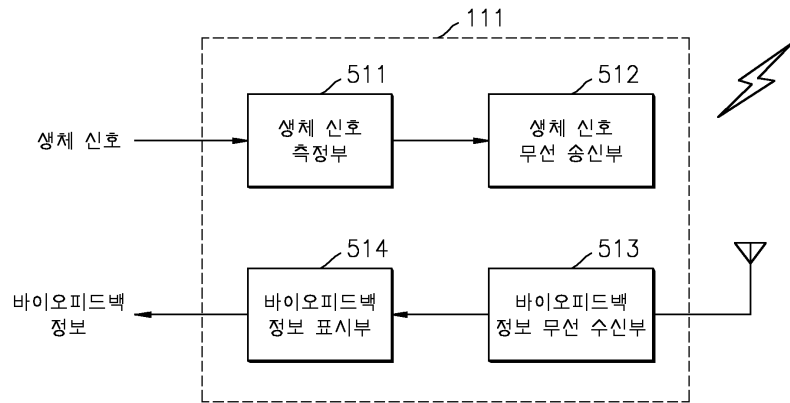 111
511
512
생체 신호
생체 신호
측정부
생체 신호
무선 송신부
514
513
바이오피드백
정보
바이오피드백
정보 표시부
바이오피드백
정보 무선 수신부